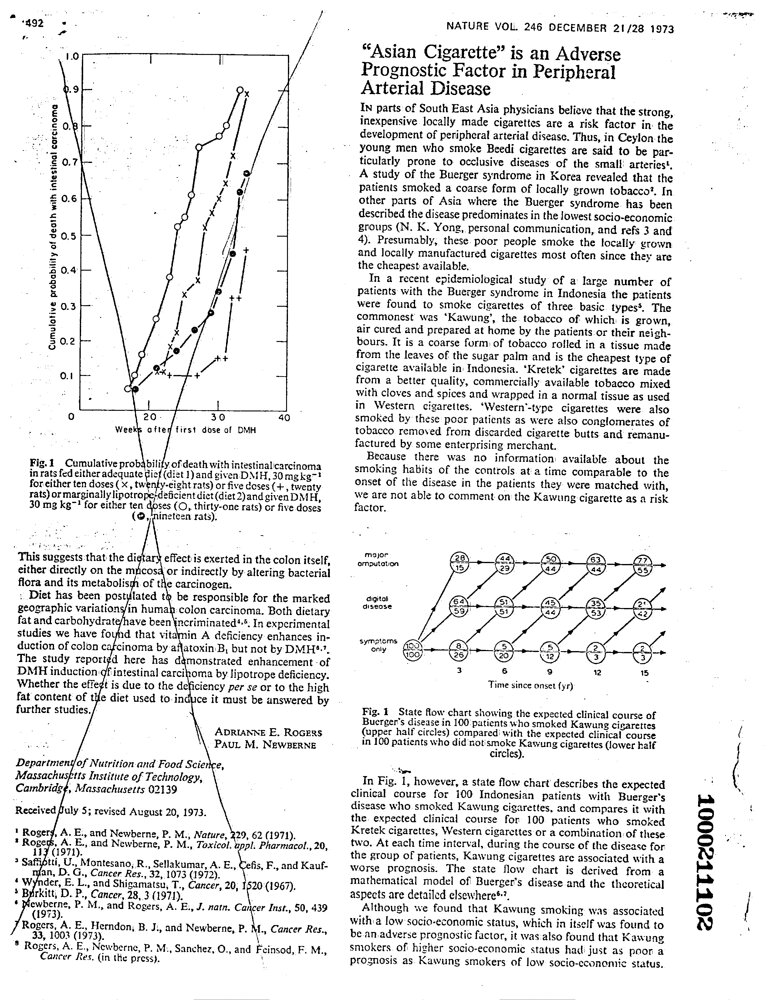 492
NATURE VOL. 246 DECEMBER 21/28 1973
Cumulative probability of death with intestinal carcinoma
1.0
0.9
0.8
0.7
0.6
0.5
0.4
0.3
0.2
0.1
0 20 30 40
Weeks after first dose of DMH
Fig. 1 Cumulative probability of death with intestinal carcinoma
in rats fed either adequate diet (diet 1) and given DMH, 30 mg kg⁻¹
for either ten doses (×, twenty-eight rats) or five doses (+, twenty
rats) or marginally lipotrope-deficient diet (diet 2) and given DMH,
30 mg kg⁻¹ for either ten doses (○, thirty-one rats) or five doses
(●, nineteen rats).
This suggests that the dietary effect is exerted in the colon itself,
either directly on the mucosa or indirectly by altering bacterial
flora and its metabolism of the carcinogen.
Diet has been postulated to be responsible for the marked
geographic variations in human colon carcinoma. Both dietary
fat and carbohydrate have been incriminated⁴,⁵. In experimental
studies we have found that vitamin A deficiency enhances in-
duction of colon carcinoma by aflatoxin B₁ but not by DMH⁶,⁷.
The study reported here has demonstrated enhancement of
DMH induction of intestinal carcinoma by lipotrope deficiency.
Whether the effect is due to the deficiency per se or to the high
fat content of the diet used to induce it must be answered by
further studies.
ADRIANNE E. ROGERS
PAUL M. NEWBERNE
Department of Nutrition and Food Science,
Massachusetts Institute of Technology,
Cambridge, Massachusetts 02139
Received July 5; revised August 20, 1973.
¹ Rogers, A. E., and Newberne, P. M., Nature, 229, 62 (1971).
² Rogers, A. E., and Newberne, P. M., Toxicol. appl. Pharmacol., 20,
113 (1971).
³ Saffiotti, U., Montesano, R., Sellakumar, A. E., Cefis, F., and Kauf-
man, D. G., Cancer Res., 32, 1073 (1972).
⁴ Wynder, E. L., and Shigamatsu, T., Cancer, 20, 1520 (1967).
⁵ Burkitt, D. P., Cancer, 28, 3 (1971).
⁶ Newberne, P. M., and Rogers, A. E., J. natn. Cancer Inst., 50, 439
(1973).
⁷ Rogers, A. E., Herndon, B. J., and Newberne, P. M., Cancer Res.,
33, 1003 (1973).
⁸ Rogers, A. E., Newberne, P. M., Sanchez, O., and Feinsod, F. M.,
Cancer Res. (in the press).
“Asian Cigarette” is an Adverse
Prognostic Factor in Peripheral
Arterial Disease
IN parts of South East Asia physicians believe that the strong,
inexpensive locally made cigarettes are a risk factor in the
development of peripheral arterial disease. Thus, in Ceylon the
young men who smoke Beedi cigarettes are said to be par-
ticularly prone to occlusive diseases of the small arteries¹.
A study of the Buerger syndrome in Korea revealed that the
patients smoked a coarse form of locally grown tobacco². In
other parts of Asia where the Buerger syndrome has been
described the disease predominates in the lowest socio-economic
groups (N. K. Yong, personal communication, and refs 3 and
4). Presumably, these poor people smoke the locally grown
and locally manufactured cigarettes most often since they are
the cheapest available.
In a recent epidemiological study of a large number of
patients with the Buerger syndrome in Indonesia the patients
were found to smoke cigarettes of three basic types⁵. The
commonest was ‘Kawung’, the tobacco of which is grown,
air cured and prepared at home by the patients or their neigh-
bours. It is a coarse form of tobacco rolled in a tissue made
from the leaves of the sugar palm and is the cheapest type of
cigarette available in Indonesia. ‘Kretek’ cigarettes are made
from a better quality, commercially available tobacco mixed
with cloves and spices and wrapped in a normal tissue as used
in Western cigarettes. ‘Western’-type cigarettes were also
smoked by these poor patients as were also conglomerates of
tobacco removed from discarded cigarette butts and remanu-
factured by some enterprising merchant.
Because there was no information available about the
smoking habits of the controls at a time comparable to the
onset of the disease in the patients they were matched with,
we are not able to comment on the Kawung cigarette as a risk
factor.
major
amputation
28 44 50 63 77
15 29 44 44 55
digital
disease
64 51 45 35 21
59 51 44 53 42
symptoms
only
100 8 5 5 2 2
100 26 20 12 3 3
3 6 9 12 15
Time since onset (yr)
Fig. 1 State flow chart showing the expected clinical course of
Buerger's disease in 100 patients who smoked Kawung cigarettes
(upper half circles) compared with the expected clinical course
in 100 patients who did not smoke Kawung cigarettes (lower half
circles).
In Fig. 1, however, a state flow chart describes the expected
clinical course for 100 Indonesian patients with Buerger's
disease who smoked Kawung cigarettes, and compares it with
the expected clinical course for 100 patients who smoked
Kretek cigarettes, Western cigarettes or a combination of these
two. At each time interval, during the course of the disease for
the group of patients, Kawung cigarettes are associated with a
worse prognosis. The state flow chart is derived from a
mathematical model of Buerger's disease and the theoretical
aspects are detailed elsewhere⁶,⁷.
Although we found that Kawung smoking was associated
with a low socio-economic status, which in itself was found to
be an adverse prognostic factor, it was also found that Kawung
smokers of higher socio-economic status had just as poor a
prognosis as Kawung smokers of low socio-economic status.
1000211102